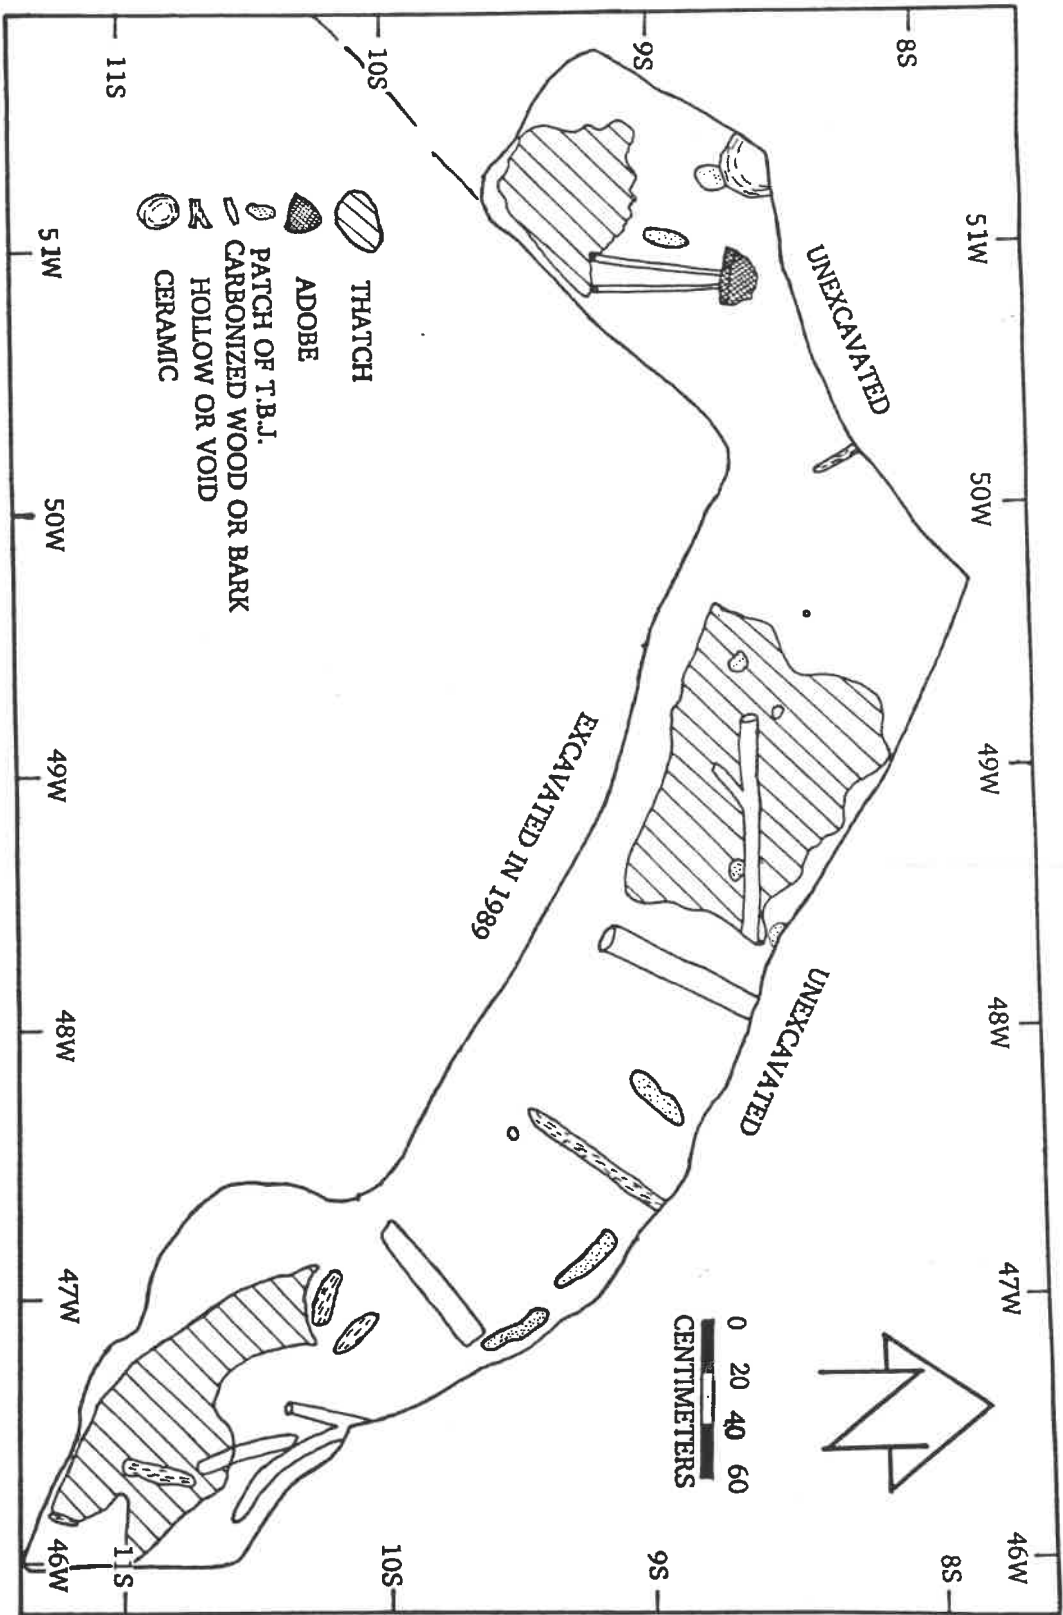 8S
9S
10S
11S
51W
50W
49W
48W
47W
46W
UNEXCAVATED
UNEXCAVATED
EXCAVATED IN 1989
THATCH
ADOBE
PATCH OF T.B.J.
CARBONIZED WOOD OR BARK
HOLLOW OR VOID
CERAMIC
0 20 40 60
CENTIMETERS
N
8S
9S
10S
11S
51W
50W
49W
48W
47W
46W